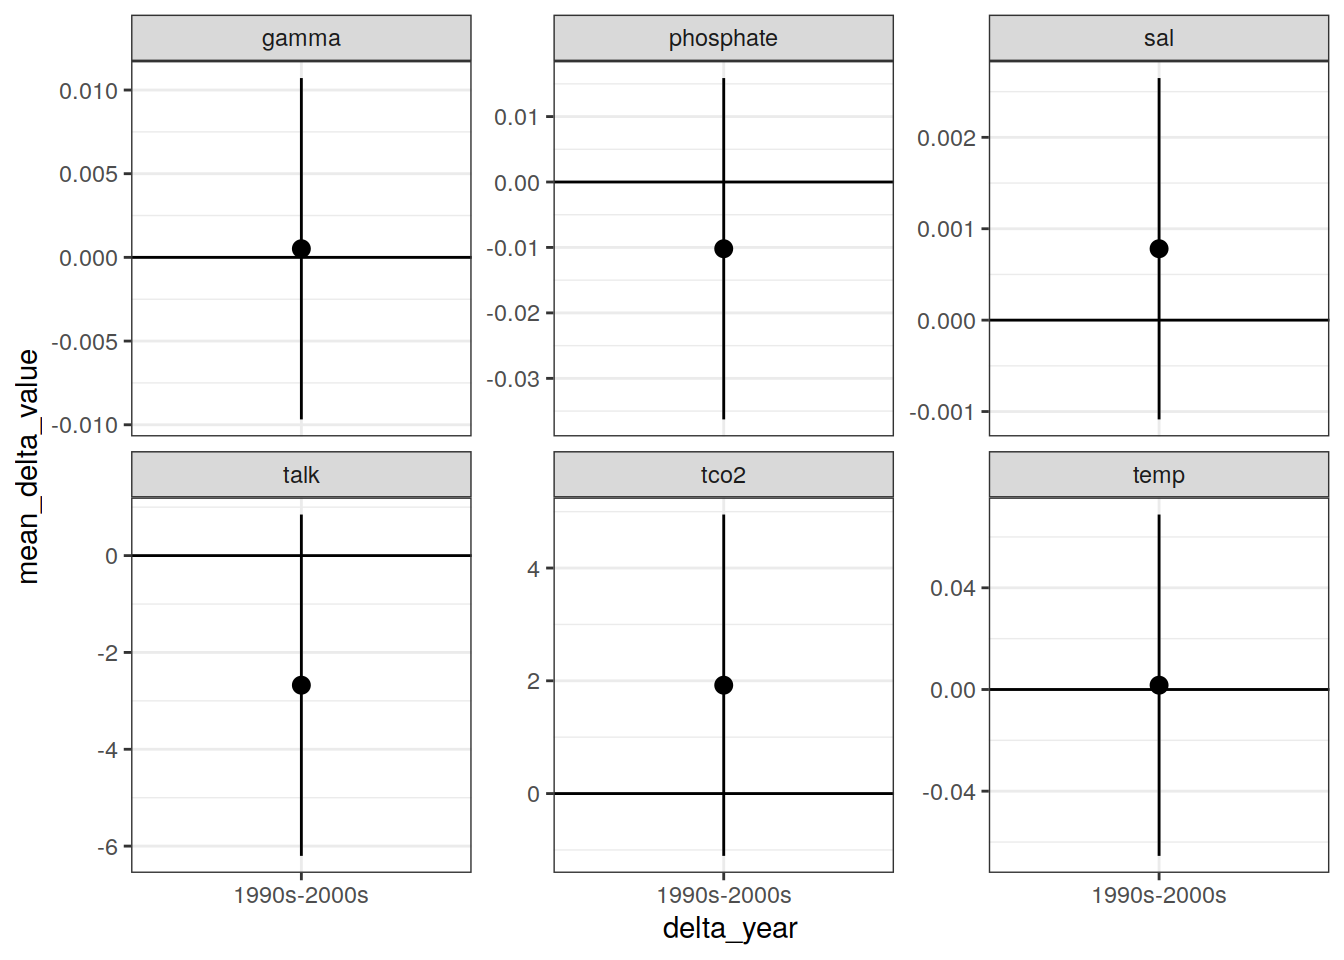 gamma
phosphate
sal
0.010
0.005
0.000
-0.005
-0.010
0.01
0.00
-0.01
-0.02
-0.03
0.002
0.001
0.000
-0.001
mean_delta_value
talk
tco2
temp
0
-2
-4
-6
4
2
0
0.04
0.00
-0.04
1990s-2000s
1990s-2000s
1990s-2000s
delta_year